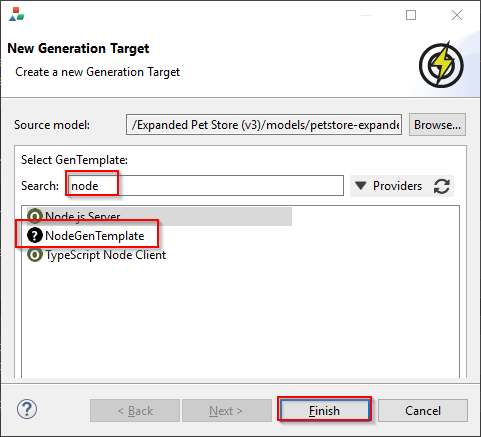 New Generation Target
Create a new Generation Target
Source model: /Expanded Pet Store (v3)/models/petstore-expande Browse...
Select GenTemplate:
Search: node Providers
Node.js Server
NodeGenTemplate
TypeScript Node Client
< Back Next > Finish Cancel